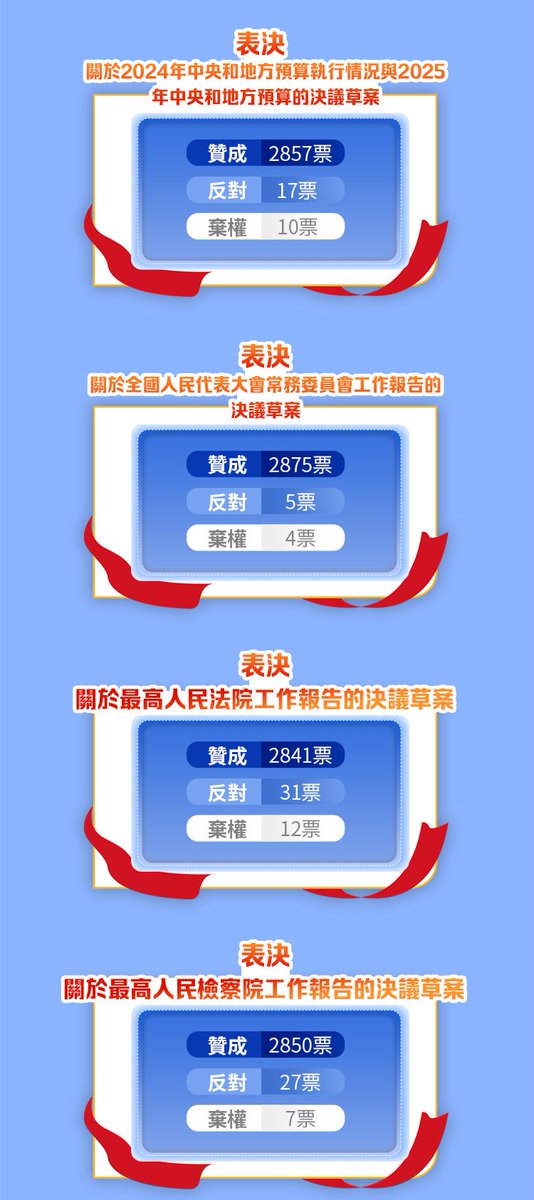 表決
關於2024年中央和地方預算執行情況與2025
年中央和地方預算的決議草案
贊成 2857票
反對 17票
棄權 10票
表決
關於全國人民代表大會常務委員會工作報告的
決議草案
贊成 2875票
反對 5票
棄權 4票
表決
關於最高人民法院工作報告的決議草案
贊成 2841票
反對 31票
棄權 12票
表決
關於最高人民檢察院工作報告的決議草案
贊成 2850票
反對 27票
棄權 7票